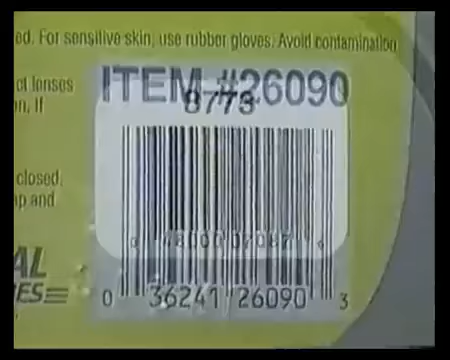 ed. For sensitive skin, use rubber gloves. Avoid contamination
ct lenses
n. If
ITEM #26090
8773
closed,
p and
AL
ES
0 36241 26090 3